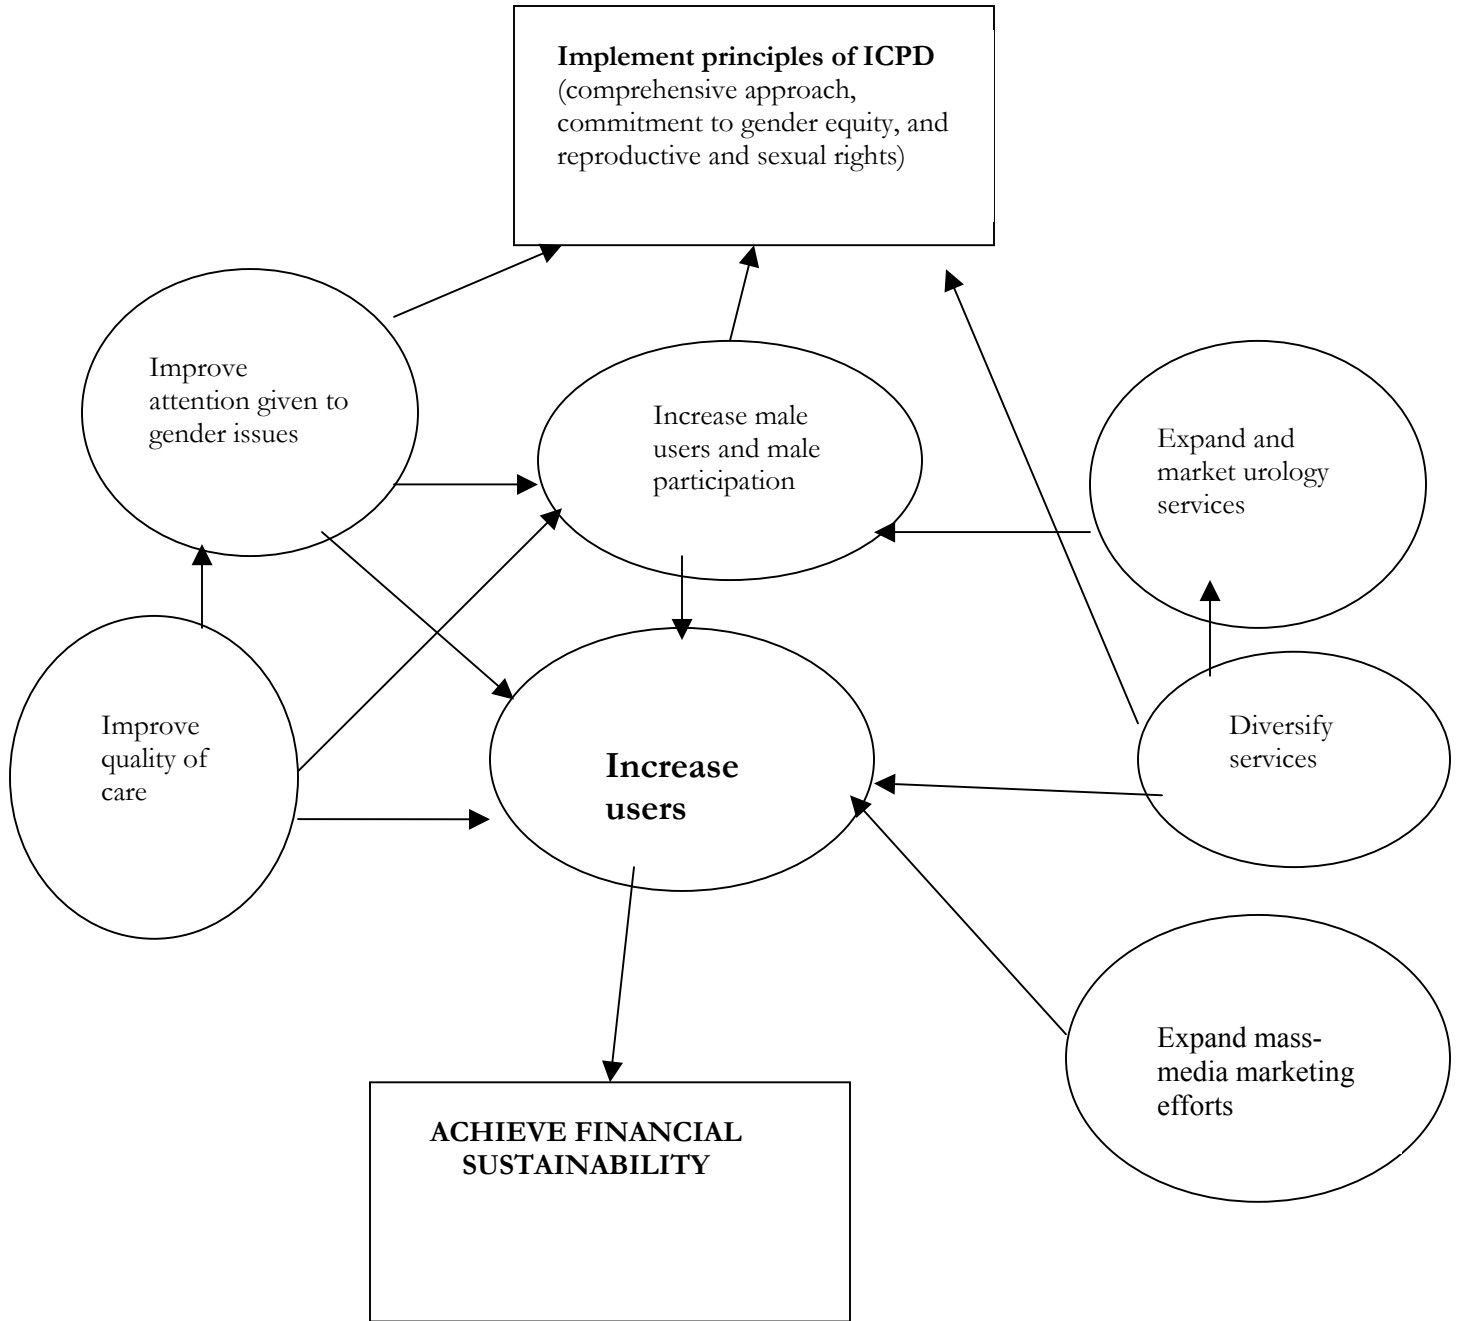 Implement principles of ICPD
(comprehensive approach,
commitment to gender equity, and
reproductive and sexual rights)
Improve
attention given to
gender issues
Increase male
users and male
participation
Expand and
market urology
services
Improve
quality of
care
Increase
users
Diversify
services
Expand mass-
media marketing
efforts
ACHIEVE FINANCIAL
SUSTAINABILITY